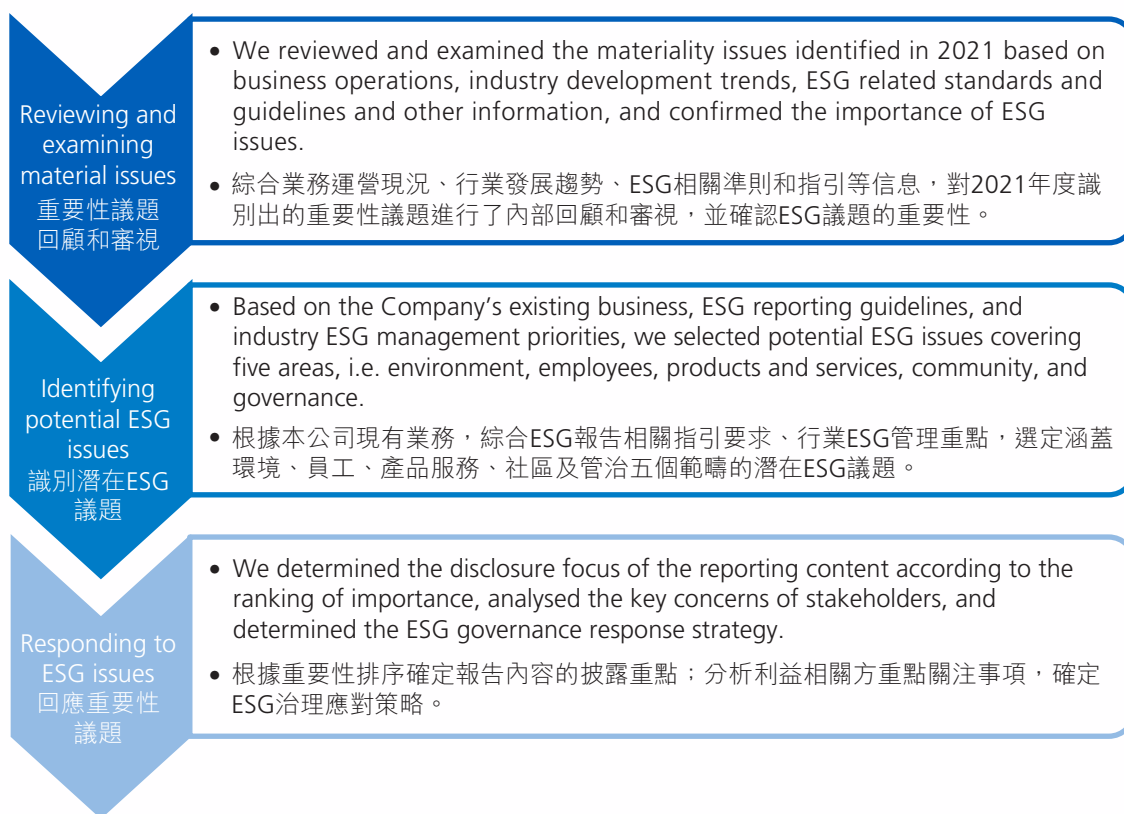 Reviewing and
examining
material issues
重要性議題
回顧和審視
• We reviewed and examined the materiality issues identified in 2021 based on
business operations, industry development trends, ESG related standards and
guidelines and other information, and confirmed the importance of ESG
issues.
• 綜合業務運營現況、行業發展趨勢、ESG相關準則和指引等信息，對2021年度識
別出的重要性議題進行了內部回顧和審視，並確認ESG議題的重要性。
Identifying
potential ESG
issues
識別潛在ESG
議題
• Based on the Company’s existing business, ESG reporting guidelines, and
industry ESG management priorities, we selected potential ESG issues covering
five areas, i.e. environment, employees, products and services, community, and
governance.
• 根據本公司現有業務，綜合ESG報告相關指引要求、行業ESG管理重點，選定涵蓋
環境、員工、產品服務、社區及管治五個範疇的潛在ESG議題。
Responding to
ESG issues
回應重要性
議題
• We determined the disclosure focus of the reporting content according to the
ranking of importance, analysed the key concerns of stakeholders, and
determined the ESG governance response strategy.
• 根據重要性排序確定報告內容的披露重點；分析利益相關方重點關注事項，確定
ESG治理應對策略。